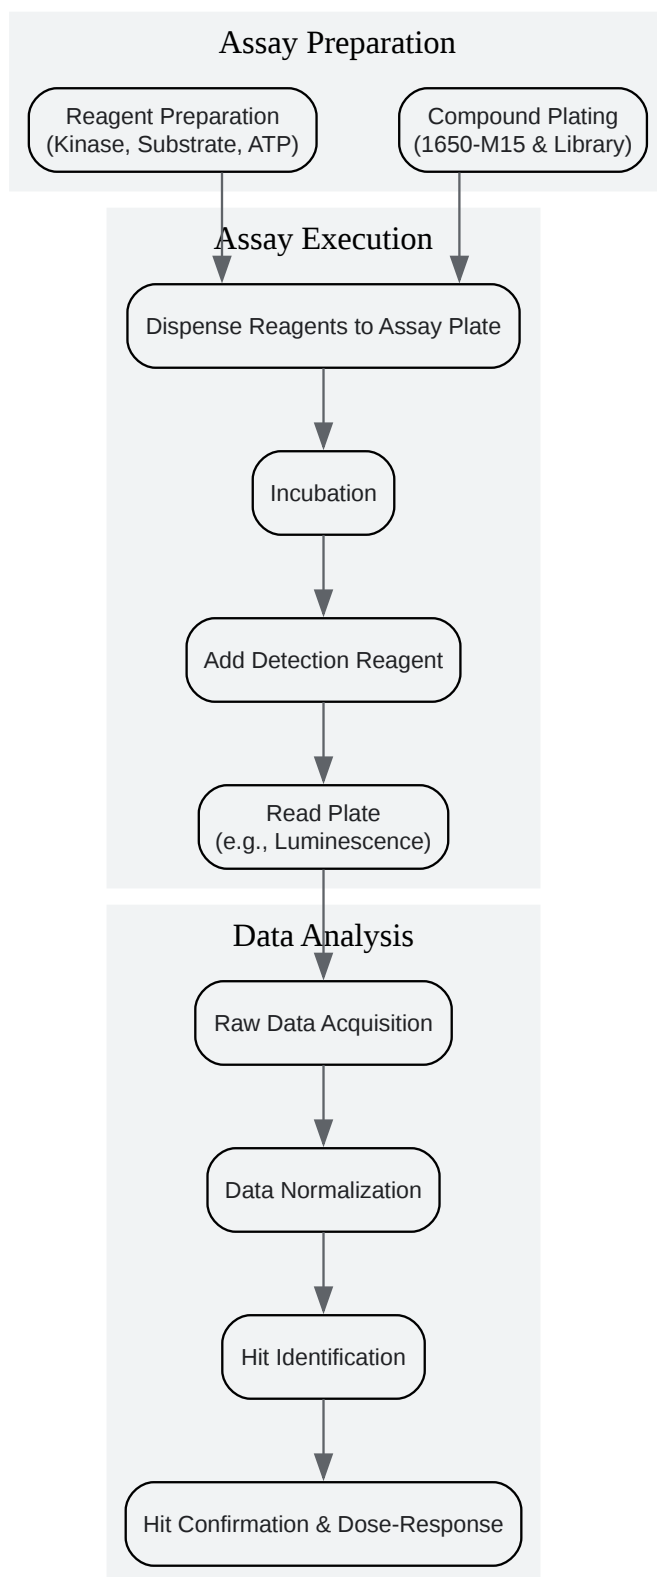 Assay Preparation
Reagent Preparation
(Kinase, Substrate, ATP)
Compound Plating
(1650-M15 & Library)
Assay Execution
Dispense Reagents to Assay Plate
Incubation
Add Detection Reagent
Read Plate
(e.g., Luminescence)
Data Analysis
Raw Data Acquisition
Data Normalization
Hit Identification
Hit Confirmation & Dose-Response